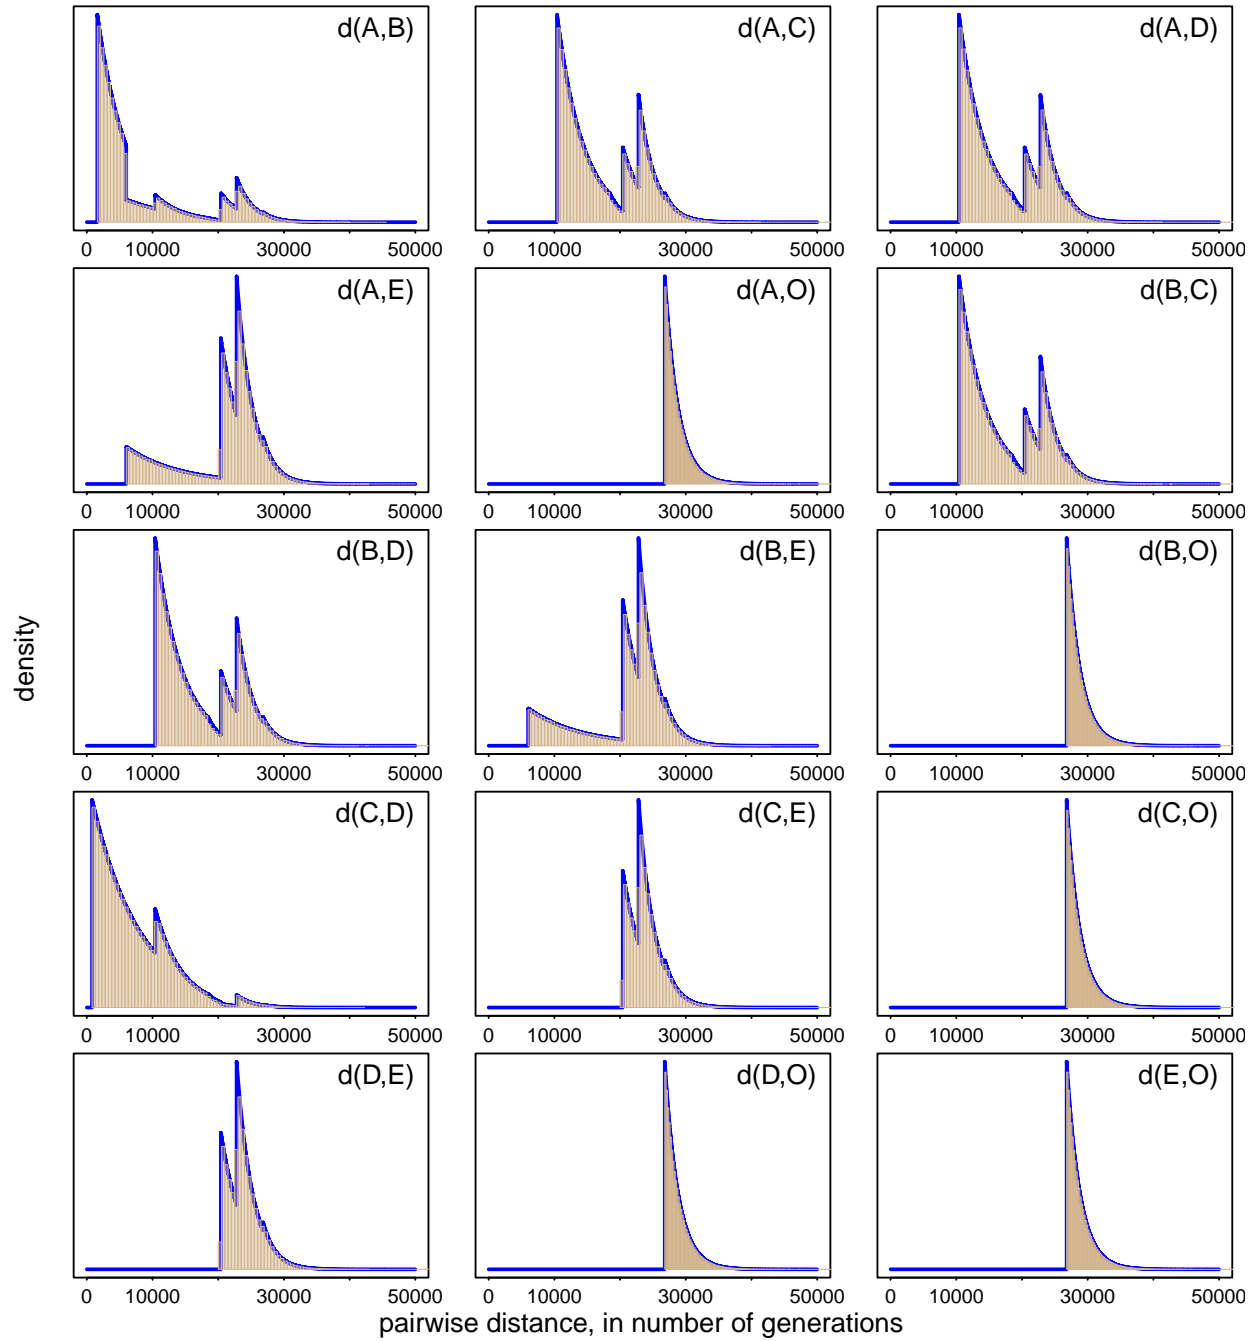 d(A,B) d(A,C) d(A,D)
0 10000 30000 50000 0 10000 30000 50000 0 10000 30000 50000
d(A,E) d(A,O) d(B,C)
0 10000 30000 50000 0 10000 30000 50000 0 10000 30000 50000
d(B,D) d(B,E) d(B,O)
density
0 10000 30000 50000 0 10000 30000 50000 0 10000 30000 50000
d(C,D) d(C,E) d(C,O)
0 10000 30000 50000 0 10000 30000 50000 0 10000 30000 50000
d(D,E) d(D,O) d(E,O)
0 10000 30000 50000 0 10000 30000 50000 0 10000 30000 50000
pairwise distance, in number of generations